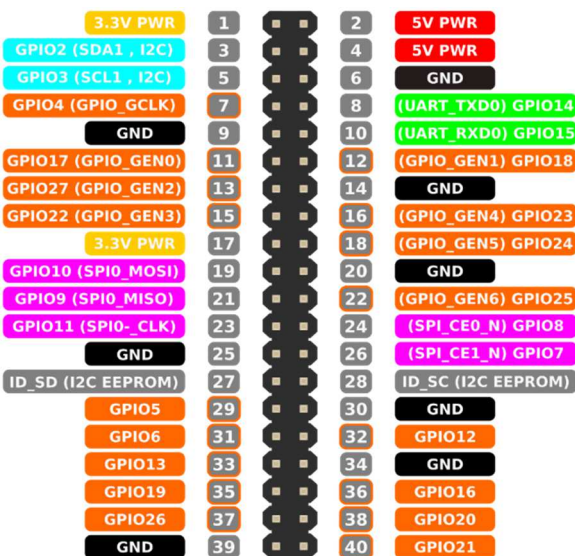 3.3V PWR 1 2 5V PWR
GPIO2 (SDA1 , I2C) 3 4 5V PWR
GPIO3 (SCL1 , I2C) 5 6 GND
GPIO4 (GPIO_GCLK) 7 8 (UART_TXD0) GPIO14
GND 9 10 (UART_RXD0) GPIO15
GPIO17 (GPIO_GEN0) 11 12 (GPIO_GEN1) GPIO18
GPIO27 (GPIO_GEN2) 13 14 GND
GPIO22 (GPIO_GEN3) 15 16 (GPIO_GEN4) GPIO23
3.3V PWR 17 18 (GPIO_GEN5) GPIO24
GPIO10 (SPI0_MOSI) 19 20 GND
GPIO9 (SPI0_MISO) 21 22 (GPIO_GEN6) GPIO25
GPIO11 (SPI0-_CLK) 23 24 (SPI_CE0_N) GPIO8
GND 25 26 (SPI_CE1_N) GPIO7
ID_SD (I2C EEPROM) 27 28 ID_SC (I2C EEPROM)
GPIO5 29 30 GND
GPIO6 31 32 GPIO12
GPIO13 33 34 GND
GPIO19 35 36 GPIO16
GPIO26 37 38 GPIO20
GND 39 40 GPIO21